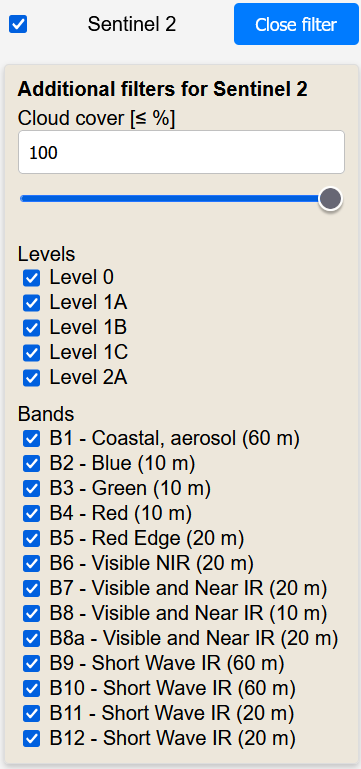 Sentinel 2
Close filter
Additional filters for Sentinel 2
Cloud cover [≤ %]
100
Levels
Level 0
Level 1A
Level 1B
Level 1C
Level 2A
Bands
B1 - Coastal, aerosol (60 m)
B2 - Blue (10 m)
B3 - Green (10 m)
B4 - Red (10 m)
B5 - Red Edge (20 m)
B6 - Visible NIR (20 m)
B7 - Visible and Near IR (20 m)
B8 - Visible and Near IR (10 m)
B8a - Visible and Near IR (20 m)
B9 - Short Wave IR (60 m)
B10 - Short Wave IR (60 m)
B11 - Short Wave IR (20 m)
B12 - Short Wave IR (20 m)